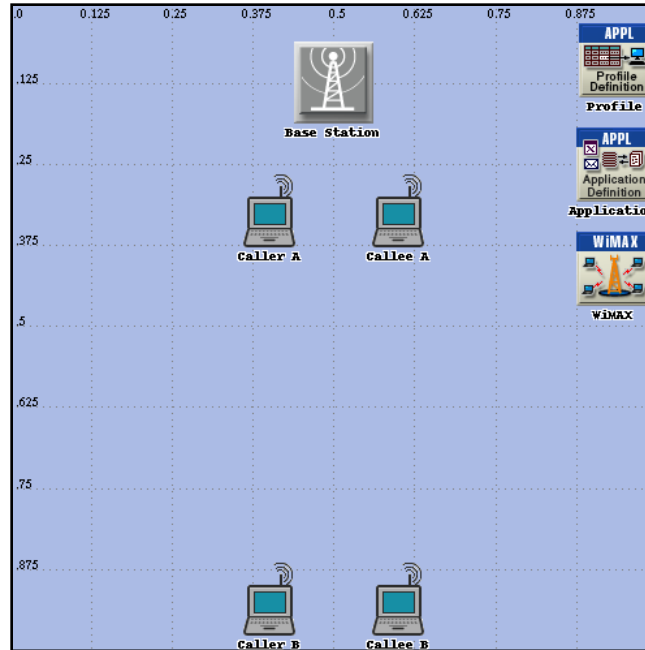 .0 0.125 0.25 0.375 0.5 0.625 0.75 0.875
APPL
Profile
Definition
Profile
.125
Base Station
APPL
.25
Application
Definition
Applicatio
Caller A Callee A
.375
WiMAX
WiMAX
.5
.625
.75
.875
Caller B Callee B